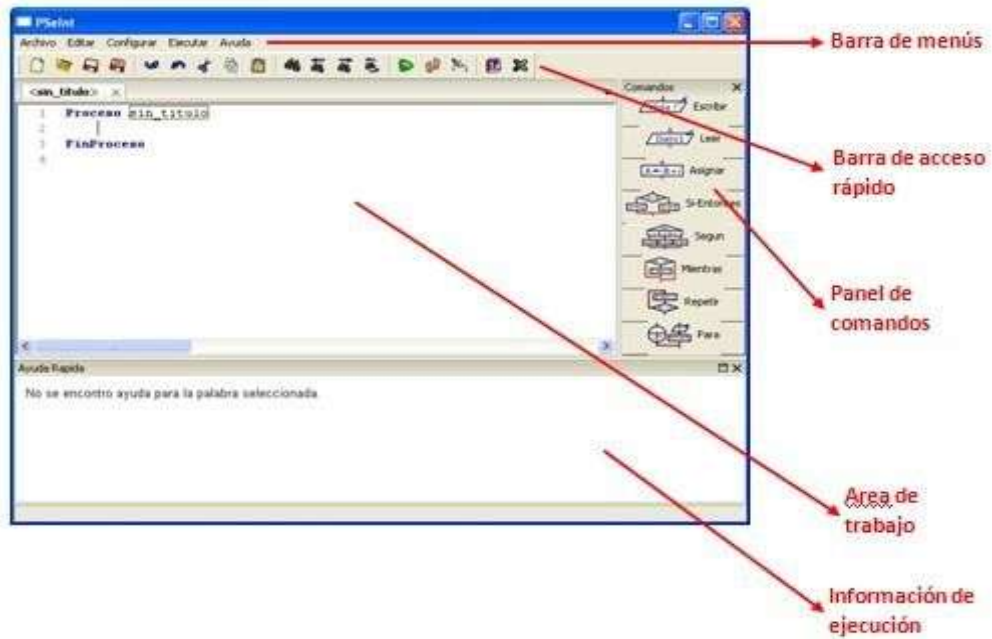 PSeInt
Archivo Editar Configurar Ejecutar Ayuda
<sin_titulo>
1 Proceso sin_titulo
2
3 FinProceso
4
Comandos
Escribir
Leer
Asignar
Si-Entonces
Segun
Mientras
Repetir
Para
Ayuda Rapida
No se encontro ayuda para la palabra seleccionada.
Barra de menús
Barra de acceso
rápido
Panel de
comandos
Area de
trabajo
Información de
ejecución